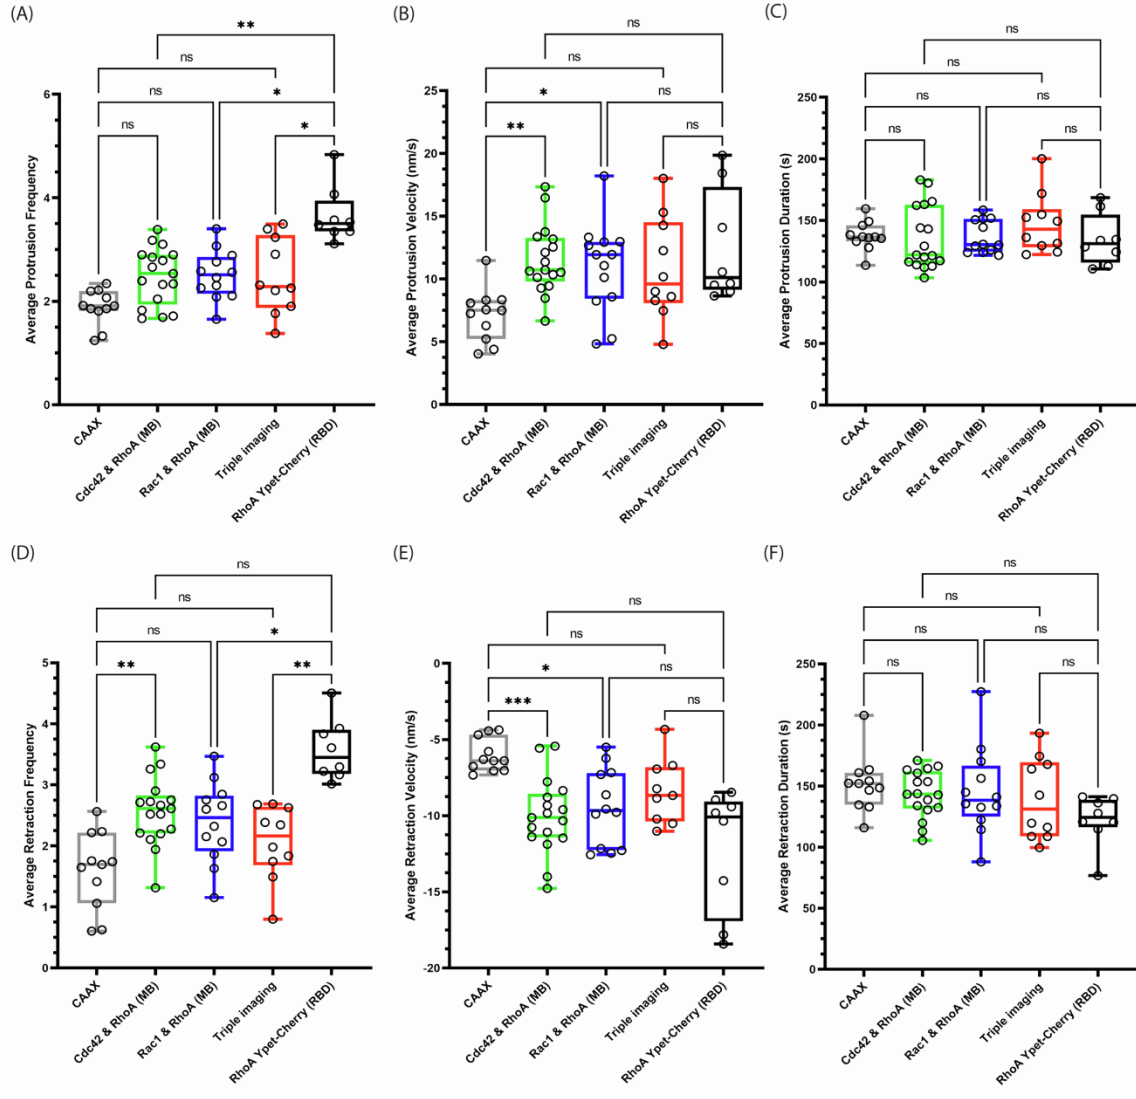 (A)
**
ns
ns
*
ns
*
Average Protrusion Frequency
6
4
2
0
CAAX
Cdc42 & RhoA (MB)
Rac1 & RhoA (MB)
Triple imaging
RhoA Ypet-Cherry (RBD)
(B)
ns
ns
*
ns
**
ns
Average Protrusion Velocity (nm/s)
25
20
15
10
5
0
CAAX
Cdc42 & RhoA (MB)
Rac1 & RhoA (MB)
Triple imaging
RhoA Ypet-Cherry (RBD)
(C)
ns
ns
ns
ns
ns
ns
Average Protrusion Duration (s)
250
200
150
100
50
0
CAAX
Cdc42 & RhoA (MB)
Rac1 & RhoA (MB)
Triple imaging
RhoA Ypet-Cherry (RBD)
(D)
ns
ns
ns
*
**
**
Average Retraction Frequency
5
4
3
2
1
0
CAAX
Cdc42 & RhoA (MB)
Rac1 & RhoA (MB)
Triple imaging
RhoA Ypet-Cherry (RBD)
(E)
ns
ns
*
ns
***
ns
Average Retraction Velocity (nm/s)
0
-5
-10
-15
-20
CAAX
Cdc42 & RhoA (MB)
Rac1 & RhoA (MB)
Triple imaging
RhoA Ypet-Cherry (RBD)
(F)
ns
ns
ns
ns
ns
ns
Average Retraction Duration (s)
250
200
150
100
50
0
CAAX
Cdc42 & RhoA (MB)
Rac1 & RhoA (MB)
Triple imaging
RhoA Ypet-Cherry (RBD)